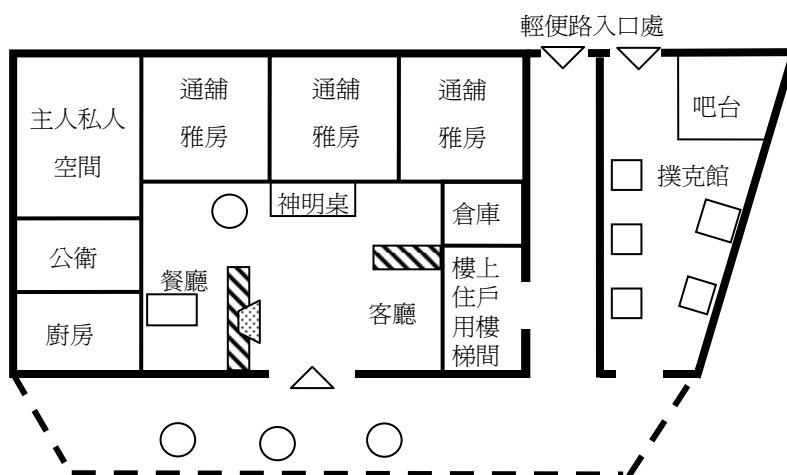 輕便路入口處
主人私人
空間
通舖
雅房
通舖
雅房
通舖
雅房
吧台
撲克館
神明桌
倉庫
公衛
餐廳
樓上
住戶
用樓
梯間
客廳
廚房